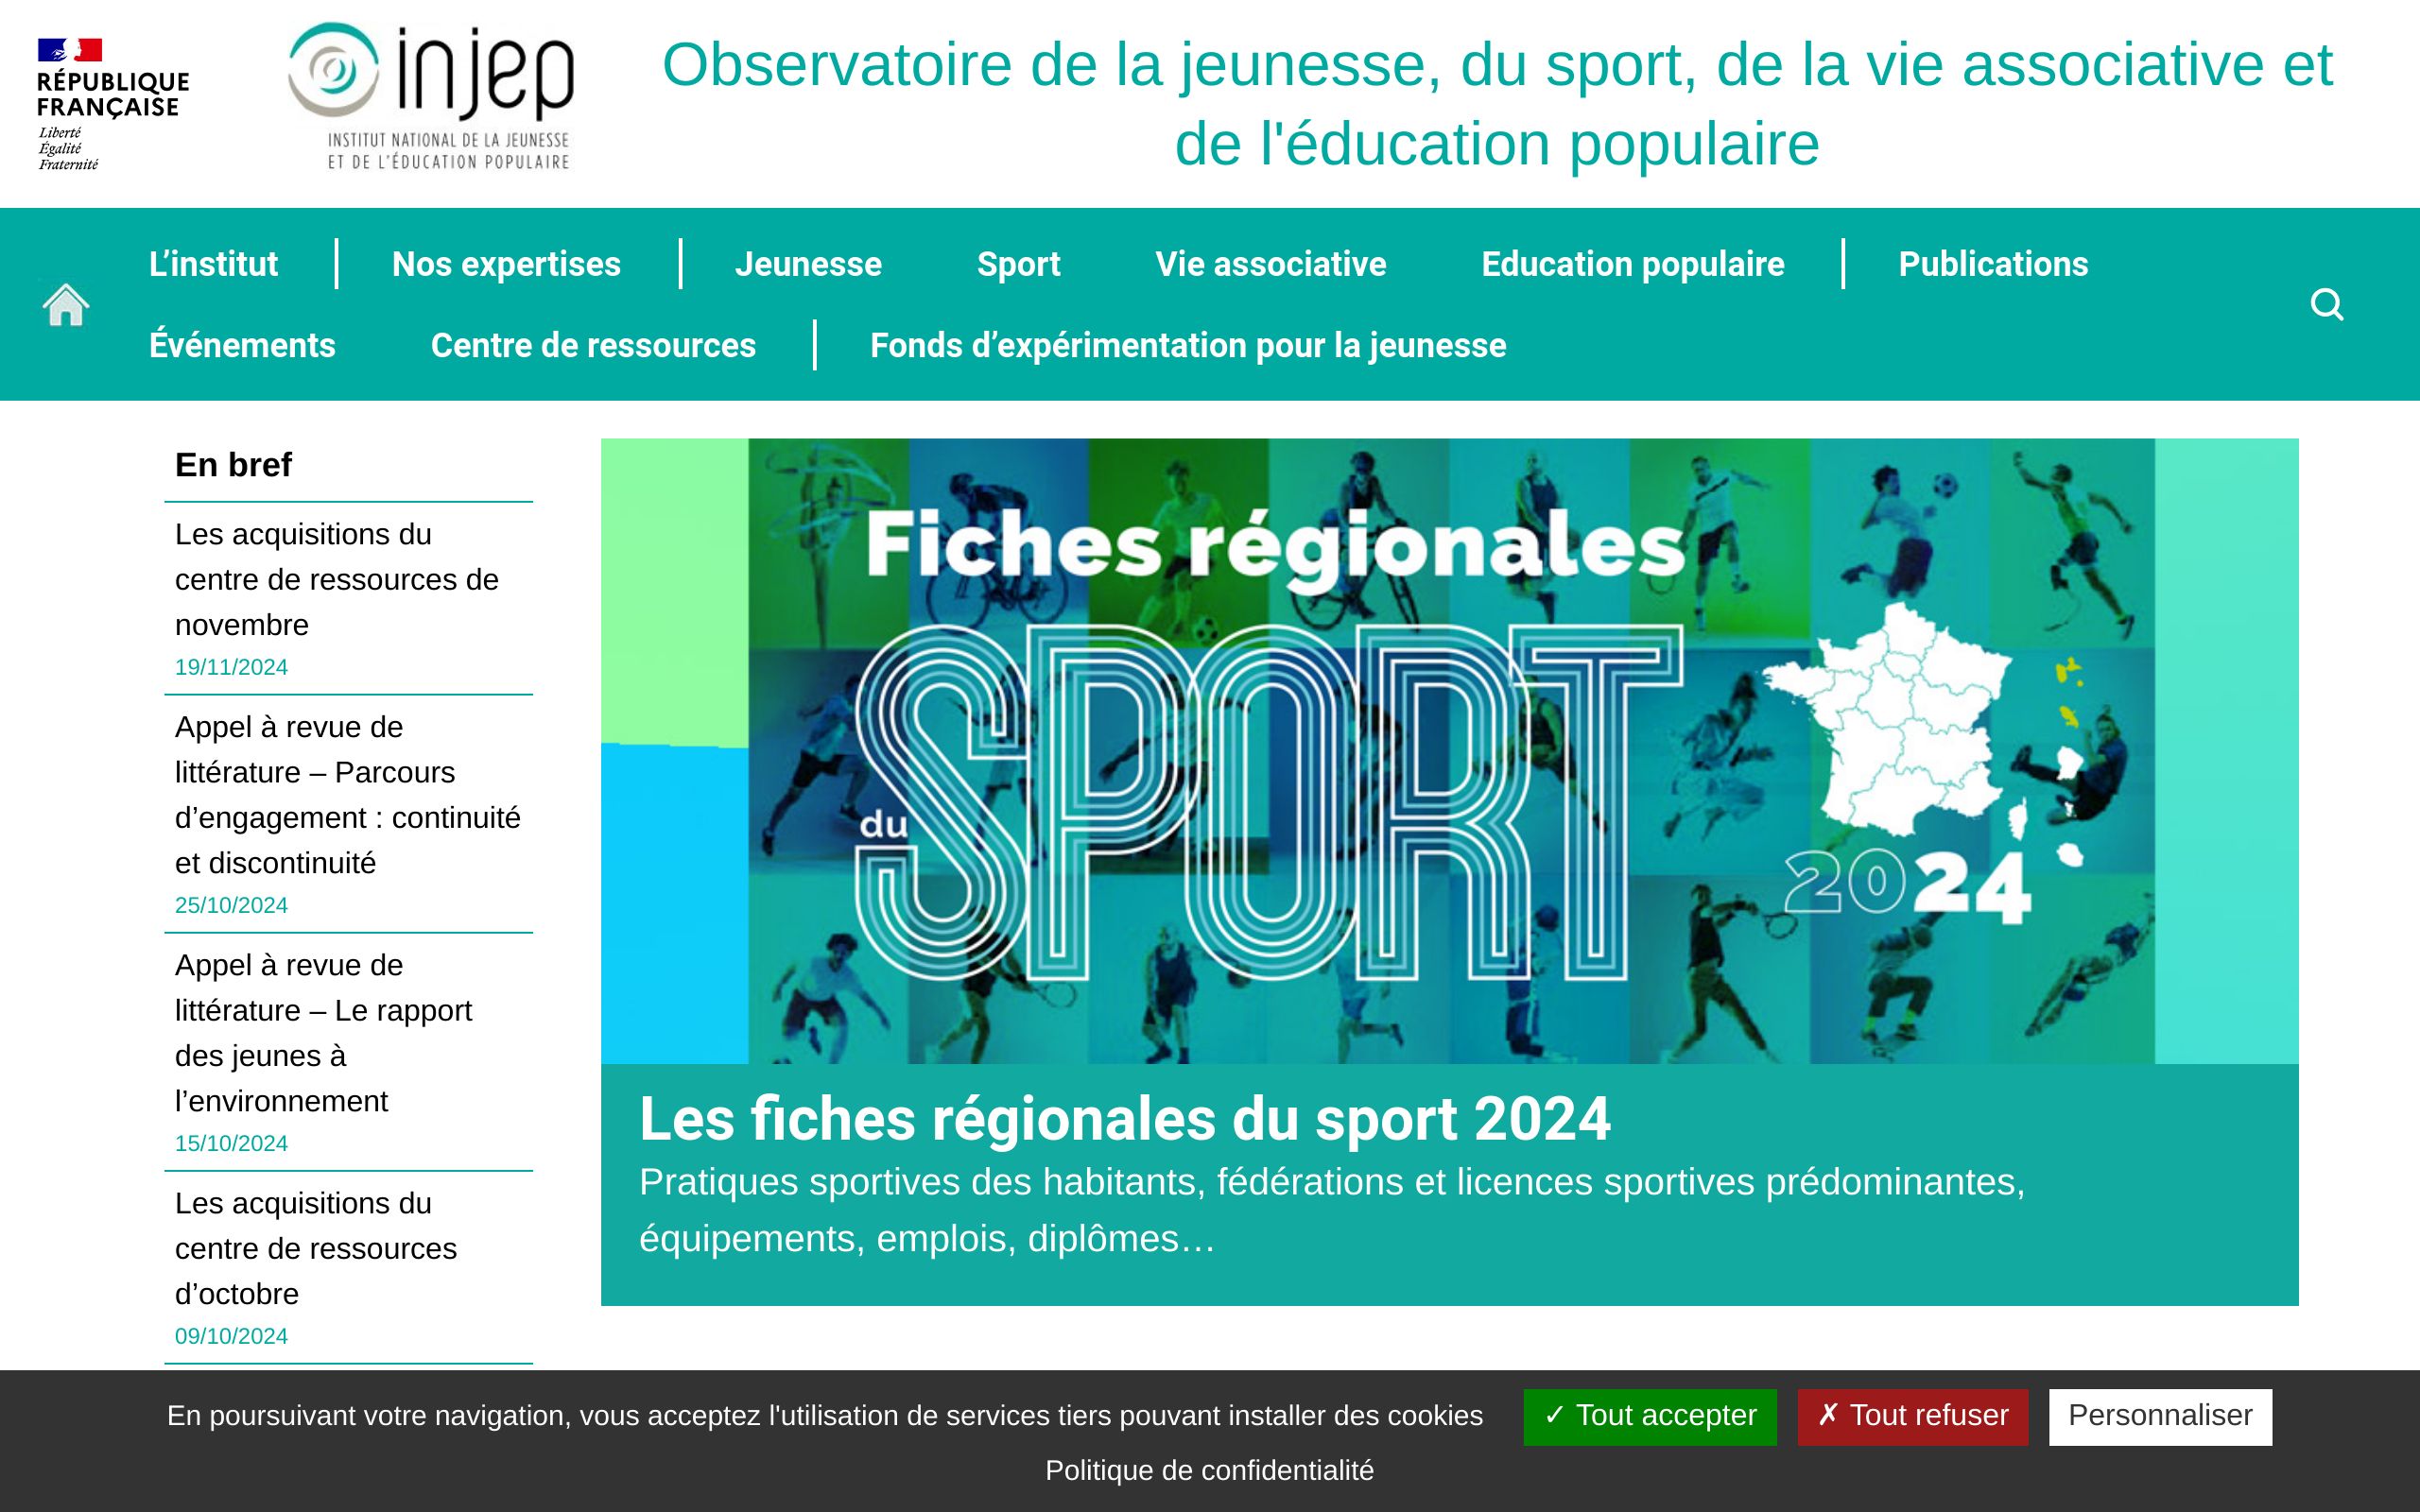 RÉPUBLIQUE
FRANÇAISE
Liberté
Égalité
Fraternité
injep
INSTITUT NATIONAL DE LA JEUNESSE
ET DE L'ÉDUCATION POPULAIRE
Observatoire de la jeunesse, du sport, de la vie associative et
de l'éducation populaire
L’institut
Nos expertises
Jeunesse
Sport
Vie associative
Education populaire
Publications
Événements
Centre de ressources
Fonds d’expérimentation pour la jeunesse
En bref
Les acquisitions du
centre de ressources de
novembre
19/11/2024
Appel à revue de
littérature – Parcours
d’engagement : continuité
et discontinuité
25/10/2024
Appel à revue de
littérature – Le rapport
des jeunes à
l’environnement
15/10/2024
Les acquisitions du
centre de ressources
d’octobre
09/10/2024
Fiches régionales
du
SPORT
2024
Les fiches régionales du sport 2024
Pratiques sportives des habitants, fédérations et licences sportives prédominantes,
équipements, emplois, diplômes…
En poursuivant votre navigation, vous acceptez l'utilisation de services tiers pouvant installer des cookies
✓ Tout accepter
✗ Tout refuser
Personnaliser
Politique de confidentialité